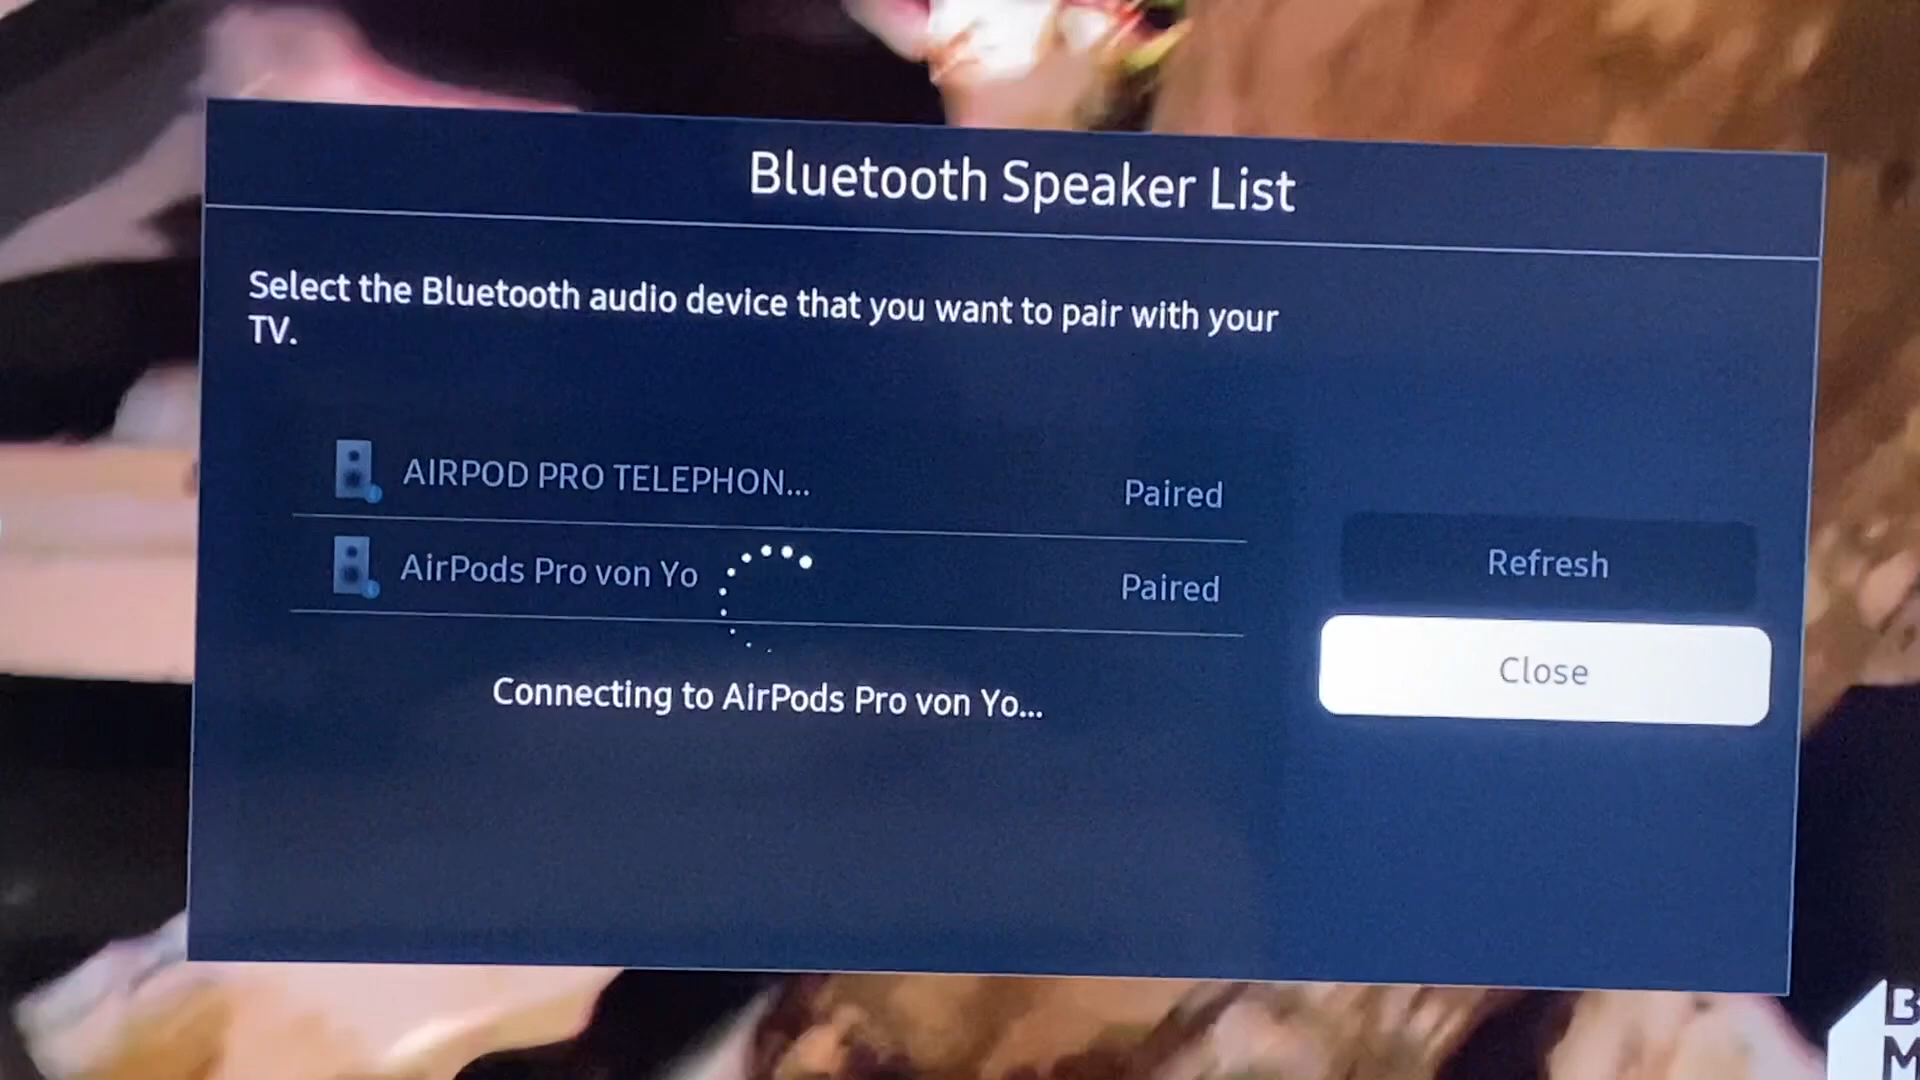 Bluetooth Speaker List
Select the Bluetooth audio device that you want to pair with your
TV.
AIRPOD PRO TELEPHON...
Paired
AirPods Pro von Yo
Paired
Connecting to AirPods Pro von Yo...
Refresh
Close